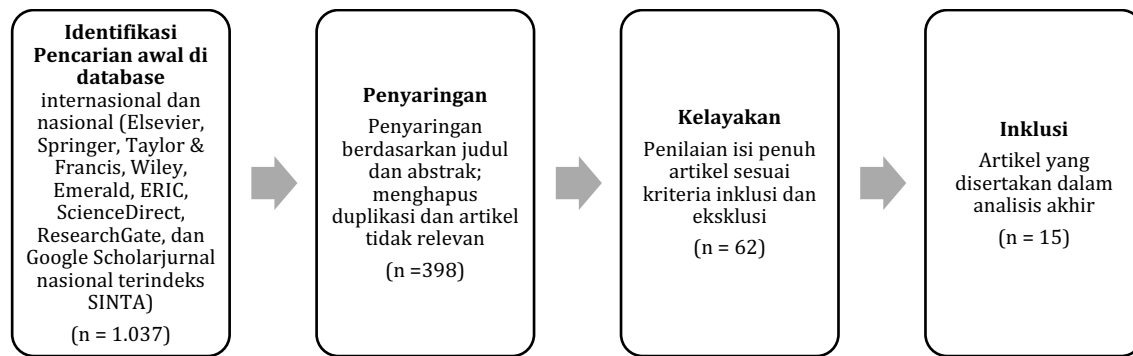 Identifikasi
Pencarian awal di
database
internasional dan
nasional (Elsevier,
Springer, Taylor &
Francis, Wiley,
Emerald, ERIC,
ScienceDirect,
ResearchGate, dan
Google Scholarjurnal
nasional terindeks
SINTA)
(n = 1.037)
Penyaringan
Penyaringan
berdasarkan judul
dan abstrak;
menghapus
duplikasi dan artikel
tidak relevan
(n =398)
Kelayakan
Penilaian isi penuh
artikel sesuai
kriteria inklusi dan
eksklusi
(n = 62)
Inklusi
Artikel yang
disertakan dalam
analisis akhir
(n = 15)